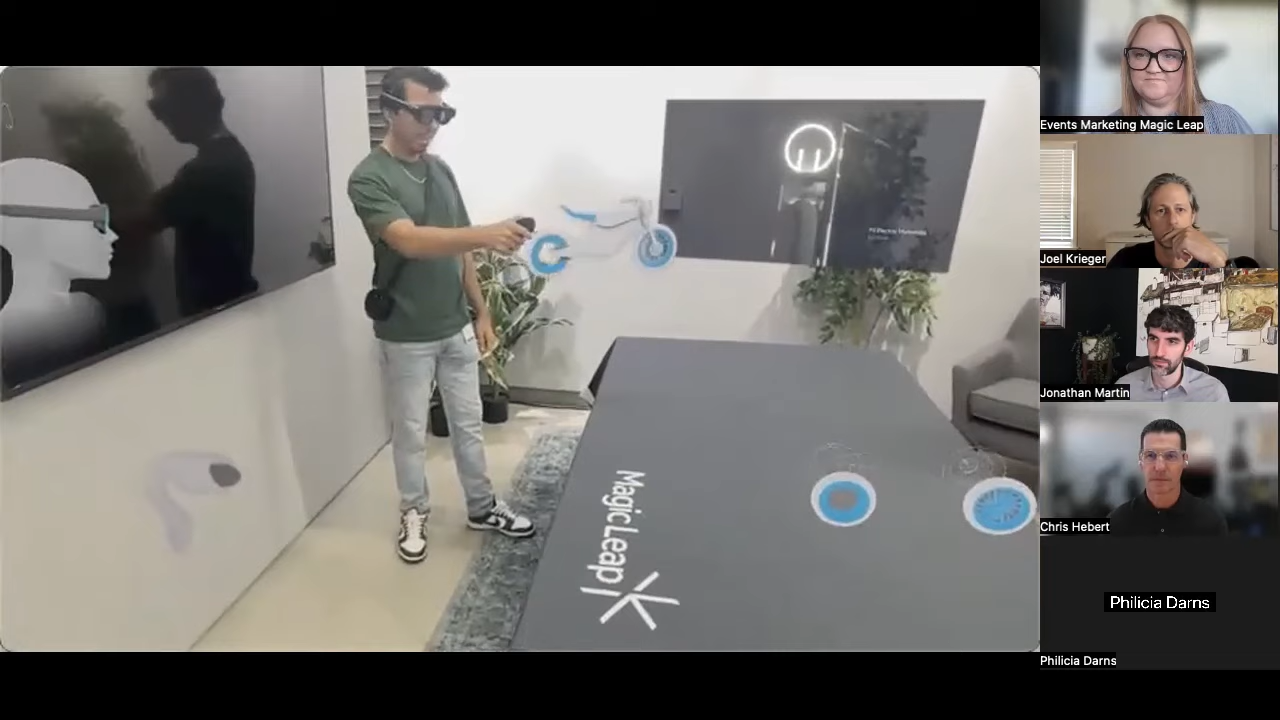 Events Marketing Magic Leap
Joel Krieger
Jonathan Martin
Chris Hebert
Philicia Darns
Philicia Darns
Magic Leap